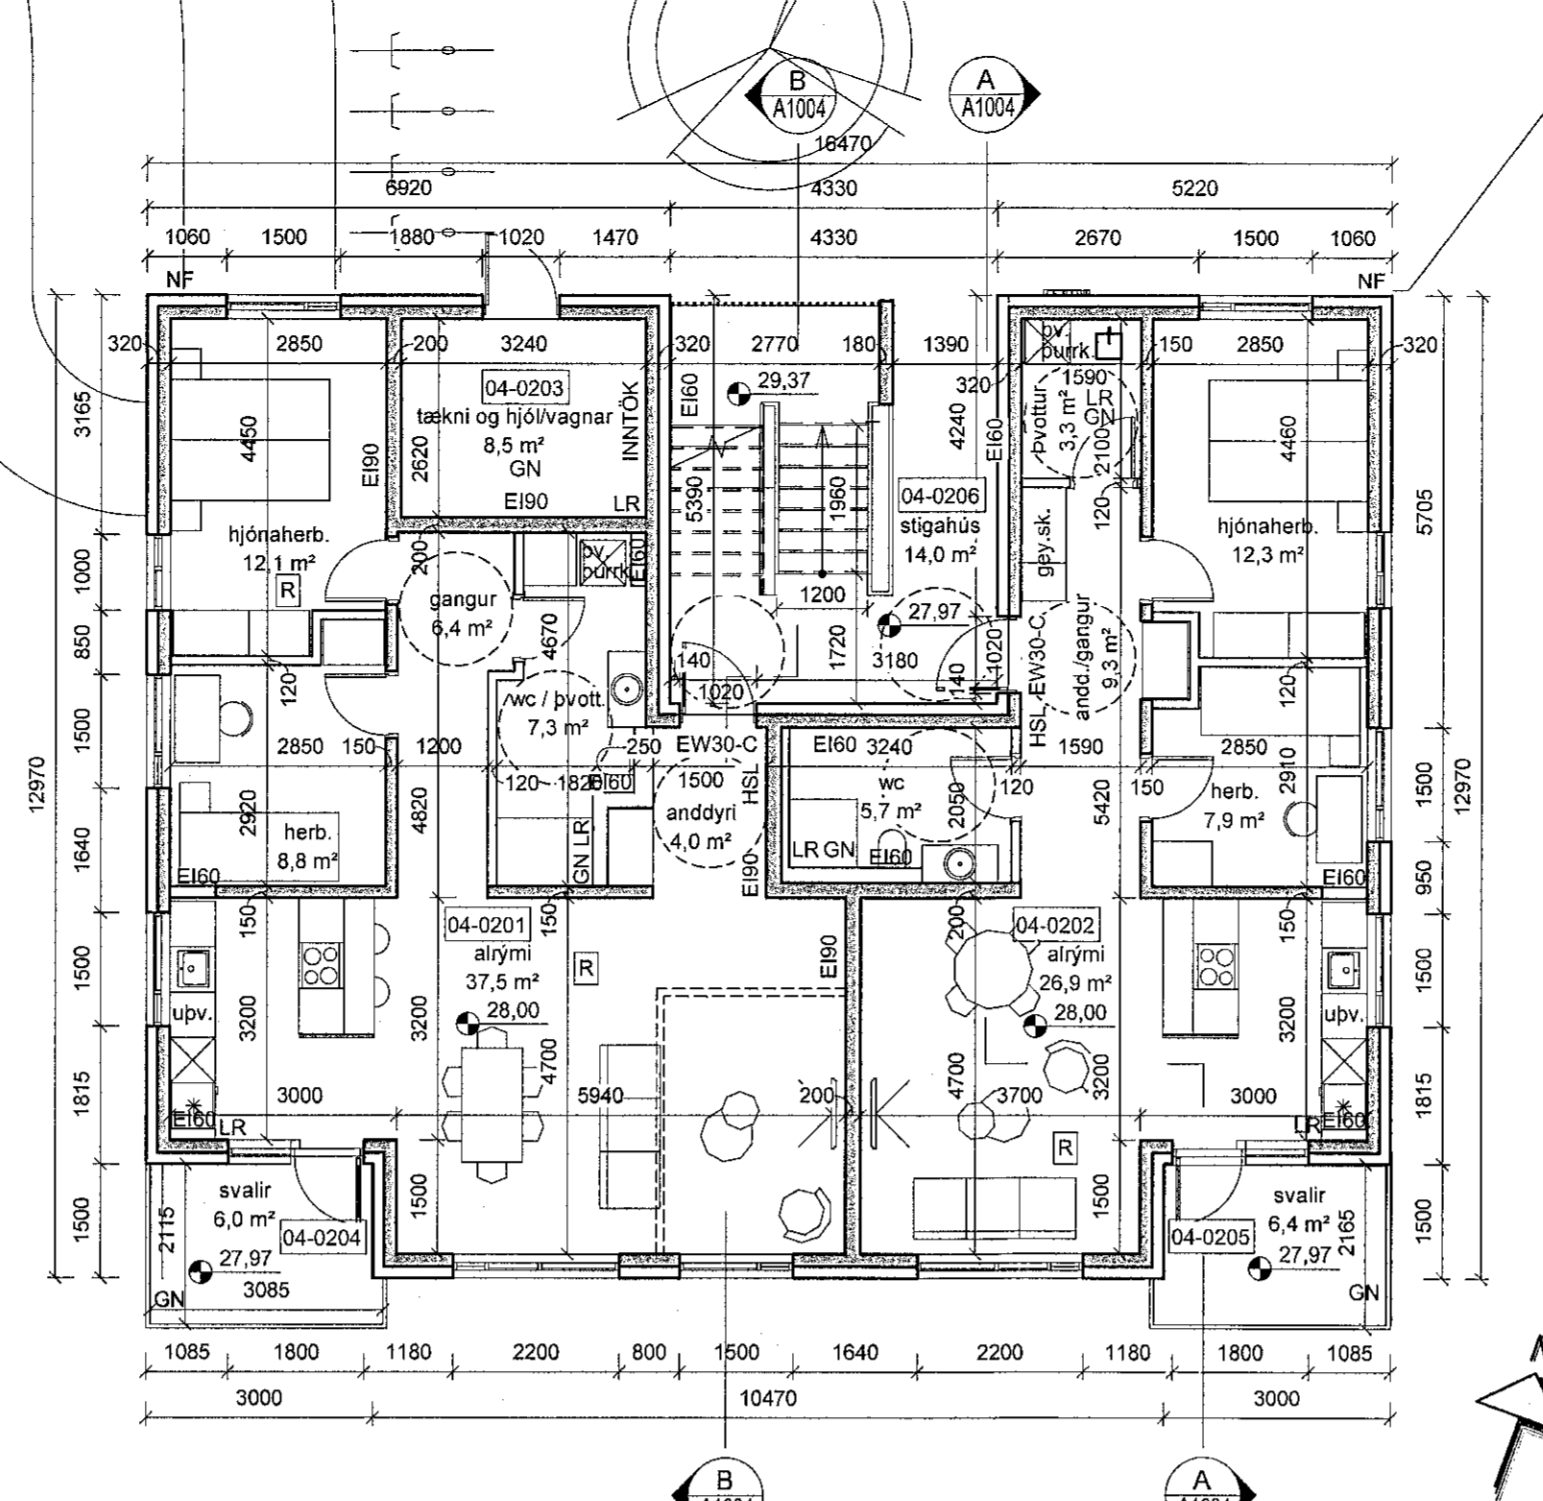 B
A1004
A
A1004
16470
6920
4330
5220
1060
1500
1880
1020
1470
4330
2670
1500
1060
NF
NF
320
2850
200
3240
320
2770
180
1390
320
1590
150
2850
320
þv.
þurrk.
04-0203
tækni og hjól/vagnar
8,5 m²
GN
EI90
LR
INNTÖK
EI60
29,37
4240
EI60
Þvottur
3,3 m²
LR
GN
2100
3165
4450
EI90
2620
5390
1960
04-0206
stigahús
14,0 m²
120
4460
5705
hjónaherb.
12,1 m²
R
200
þv.
þurrk.
EI60
gey.sk.
hjónaherb.
12,3 m²
1000
gangur
6,4 m²
4670
1200
27,97
1720
3180
140
1020
1020
140
HSL EW30-C
andd./gangur
9,3 m²
850
120
120
wc / þvott.
7,3 m²
1500
2850
150
1200
250
EW30-C
EI60
3240
1590
2850
12970
120
1820
EI60
1500
HSL
wc
5,7 m²
2050
120
150
2910
1500
12970
anddyri
4,0 m²
5420
herb.
7,9 m²
2920
4820
herb.
8,8 m²
1640
EI60
GN LR
EI90
LR GN
EI60
EI60
950
150
04-0201
150
alrými
37,5 m²
28,00
R
EI90
200
04-0202
alrými
26,9 m²
28,00
150
1500
uþv.
3200
3200
4700
4700
3200
3200
uþv.
1500
1815
EI60
LR
3000
5940
200
3700
3000
LR
EI60
1815
R
1500
svalir
6,0 m²
04-0204
2115
27,97
3085
GN
1500
1500
04-0205
svalir
6,4 m²
27,97
2165
GN
1500
1085
1800
1180
2200
800
1500
1640
2200
1180
1800
1085
3000
10470
3000
B
A